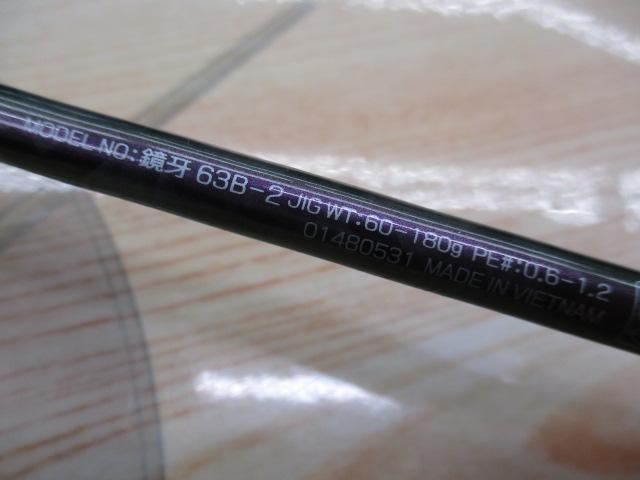 MODEL NO.:鏡牙 63B-2 JIG WT.:60-180g PE#:0.6-1.2
01480531 MADE IN VIETNAM